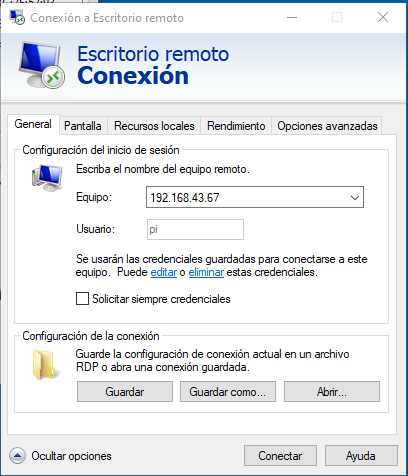 Conexión a Escritorio remoto
Escritorio remoto
Conexión
General Pantalla Recursos locales Rendimiento Opciones avanzadas
Configuración del inicio de sesión
Escriba el nombre del equipo remoto.
Equipo: 192.168.43.67
Usuario: pi
Se usarán las credenciales guardadas para conectarse a este
equipo. Puede editar o eliminar estas credenciales.
Solicitar siempre credenciales
Configuración de la conexión
Guarde la configuración de conexión actual en un archivo
RDP o abra una conexión guardada.
Guardar Guardar como... Abrir...
Ocultar opciones Conectar Ayuda